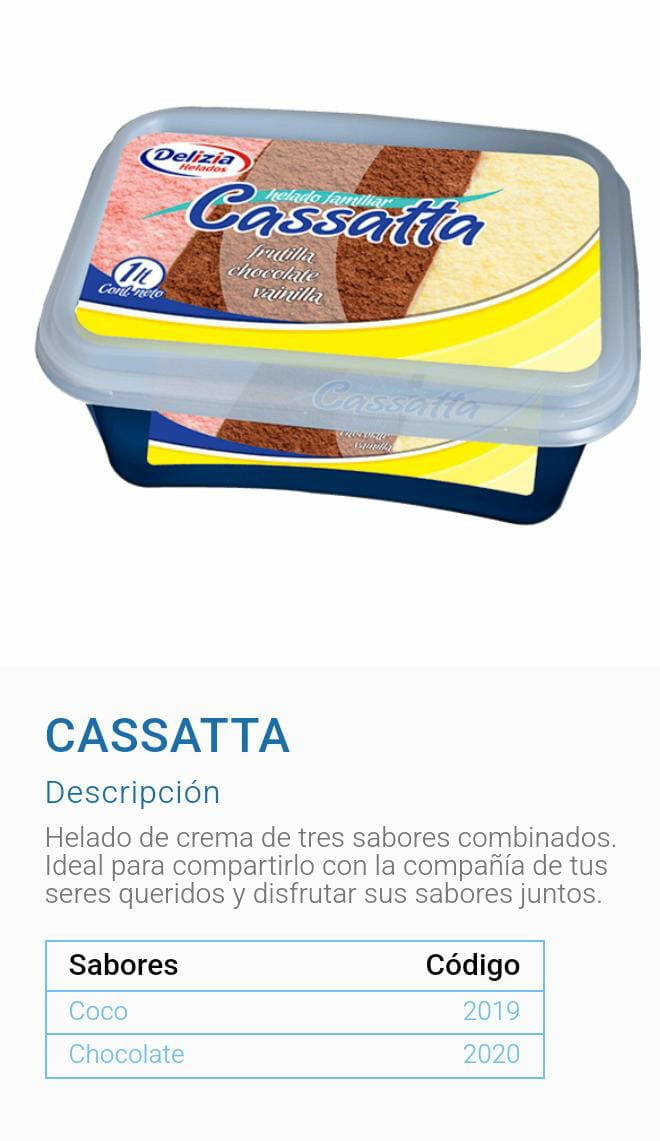 Delizia
Helados
helado familiar
Cassatta
frutilla
chocolate
vainilla
1lt
Cont. neto
Cassatta
chocolate
vainilla
CASSATTA
Descripción
Helado de crema de tres sabores combinados.
Ideal para compartirlo con la compañía de tus
seres queridos y disfrutar sus sabores juntos.
Sabores Código
Coco 2019
Chocolate 2020